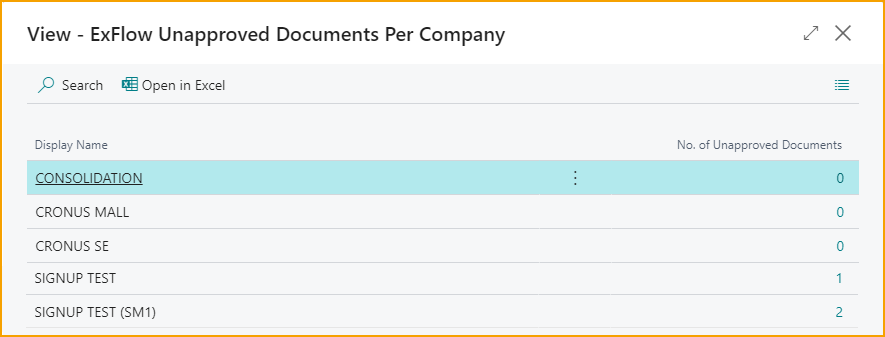 View - ExFlow Unapproved Documents Per Company
Search Open in Excel
Display Name No. of Unapproved Documents
CONSOLIDATION 0
CRONUS MALL 0
CRONUS SE 0
SIGNUP TEST 1
SIGNUP TEST (SM1) 2